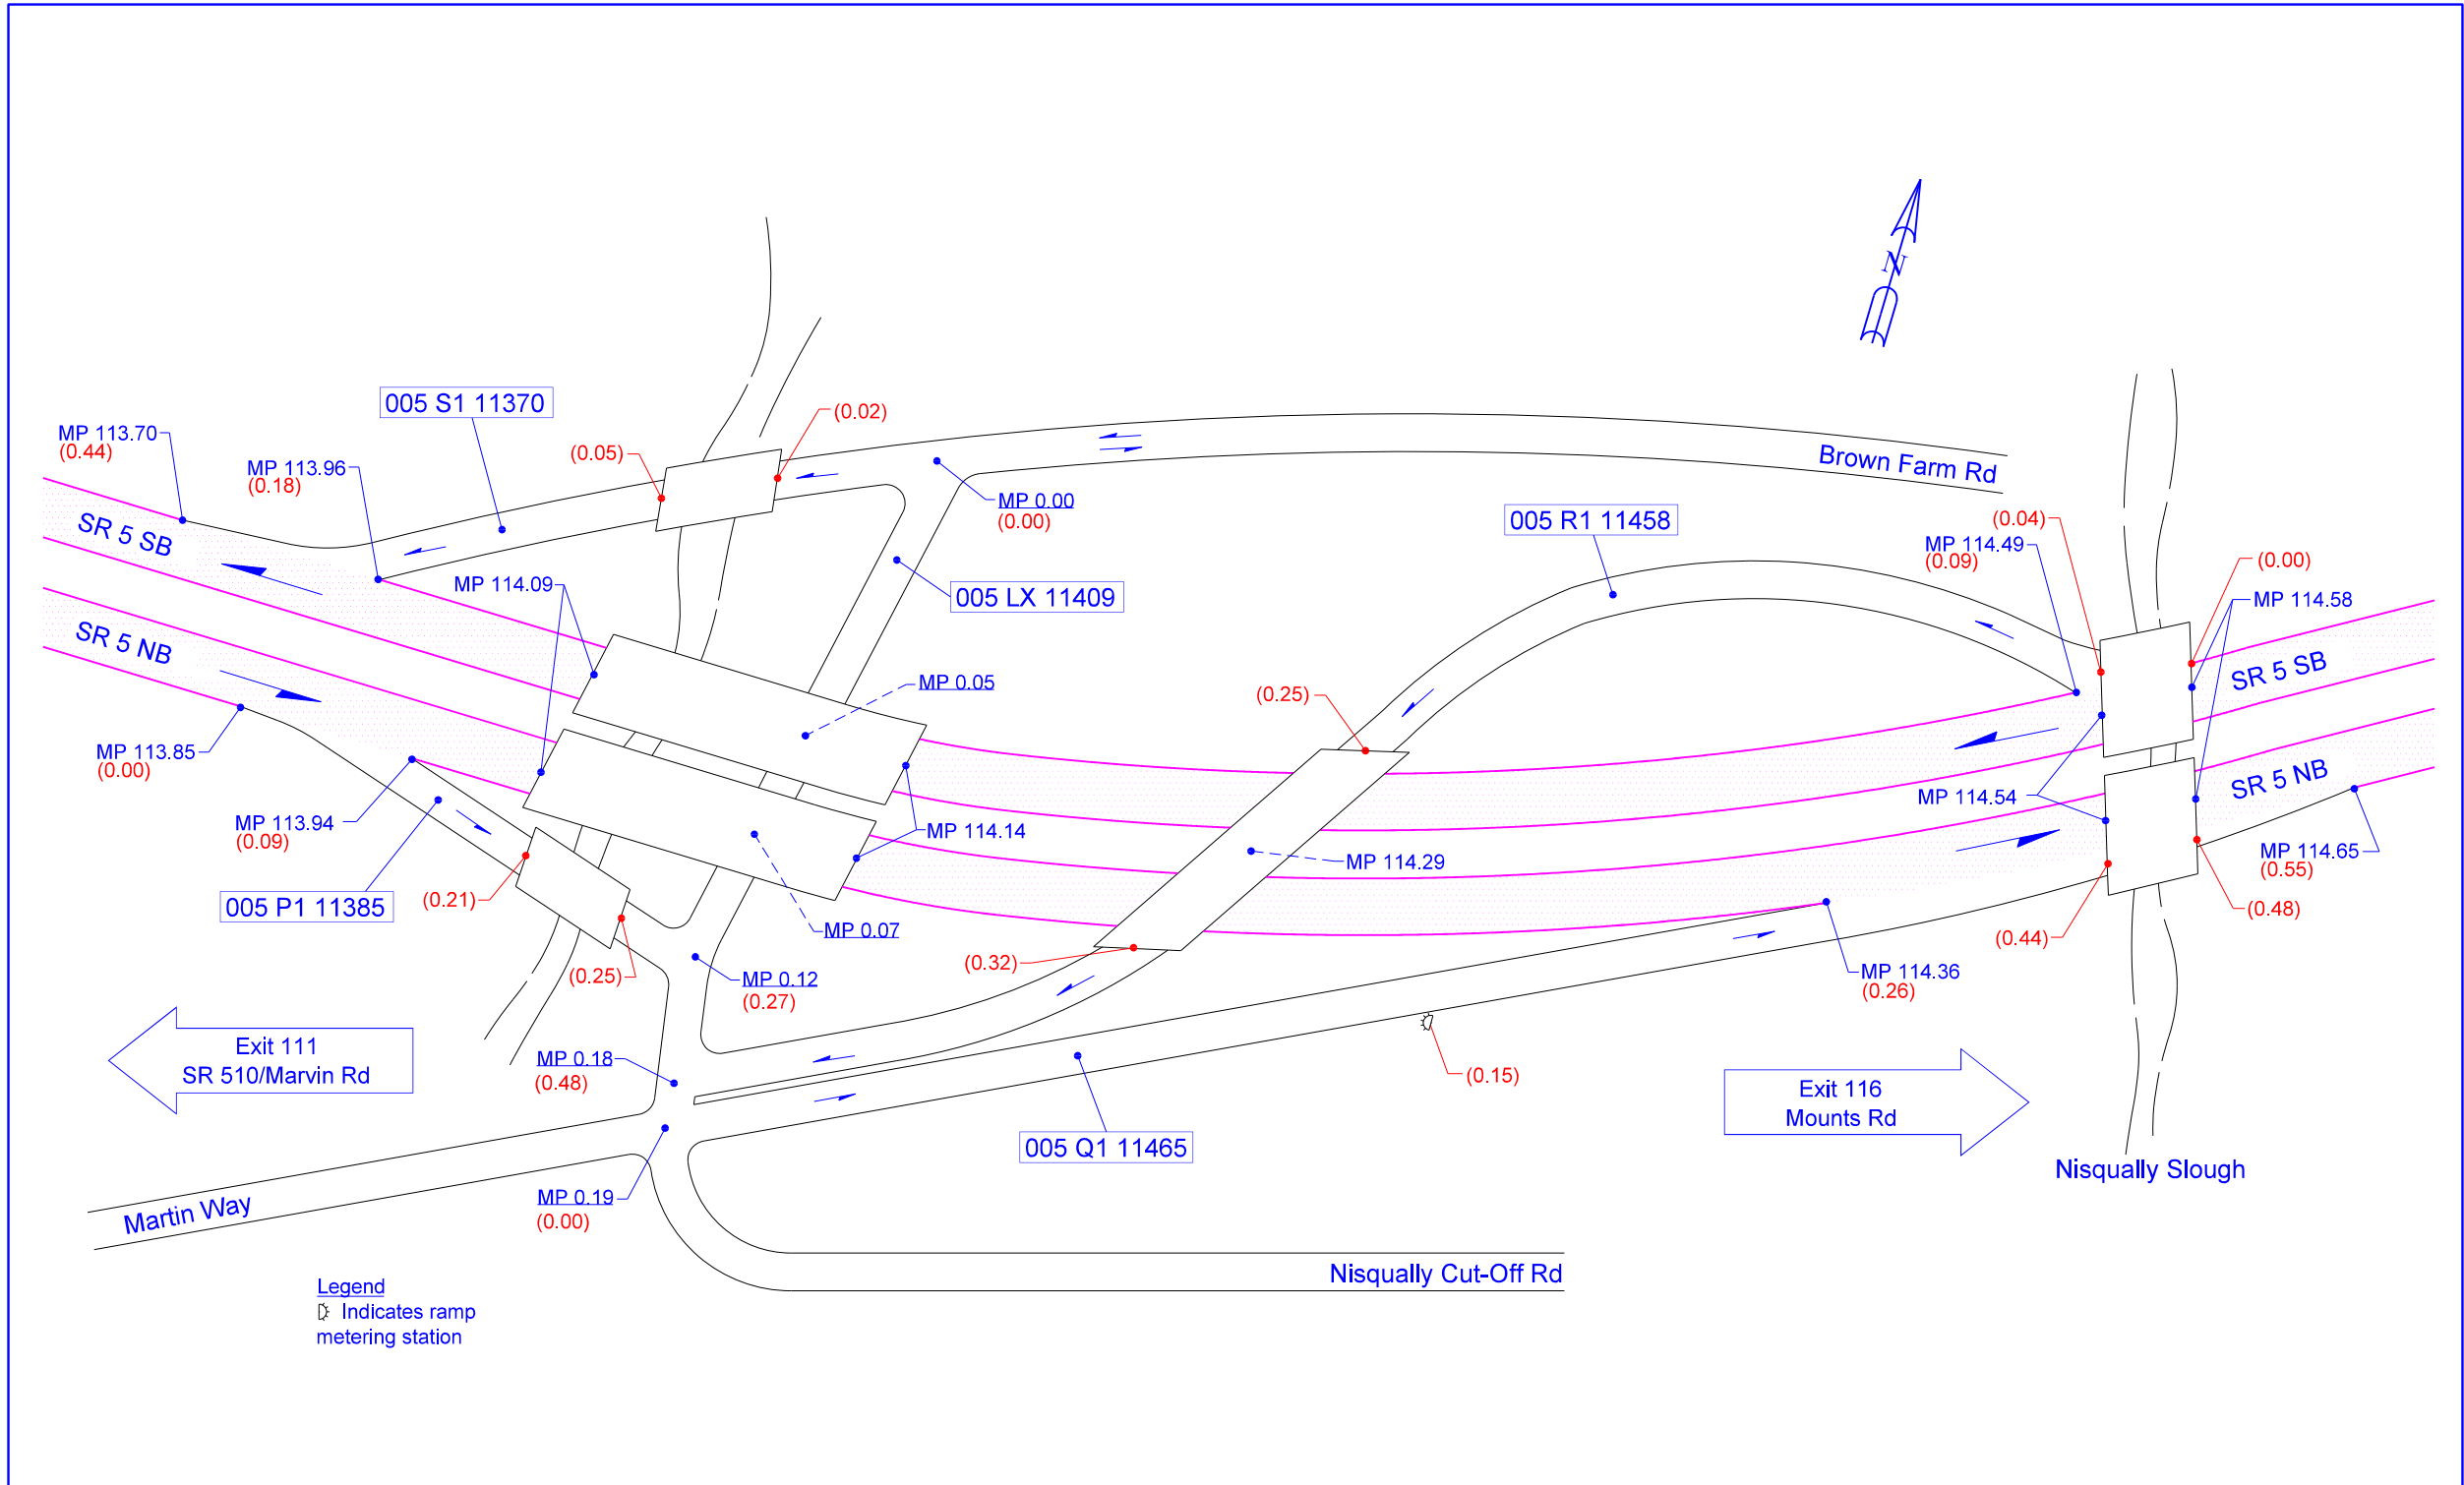 N
005 S1 11370
(0.02)
MP 113.70
(0.44)
(0.05)
MP 113.96
(0.18)
Brown Farm Rd
MP 0.00
(0.00)
005 R1 11458
(0.04)
MP 114.49
(0.09)
(0.00)
SR 5 SB
MP 114.09
005 LX 11409
MP 114.58
SR 5 NB
MP 0.05
(0.25)
SR 5 SB
MP 113.85
(0.00)
SR 5 NB
MP 114.54
MP 113.94
(0.09)
MP 114.14
MP 114.29
MP 114.65
(0.55)
005 P1 11385
(0.21)
MP 0.07
(0.48)
(0.44)
(0.32)
(0.25)
MP 0.12
(0.27)
MP 114.36
(0.26)
Exit 111
SR 510/Marvin Rd
MP 0.18
(0.48)
(0.15)
Exit 116
Mounts Rd
005 Q1 11465
Nisqually Slough
MP 0.19
(0.00)
Martin Way
Nisqually Cut-Off Rd
Legend
Indicates ramp
metering station